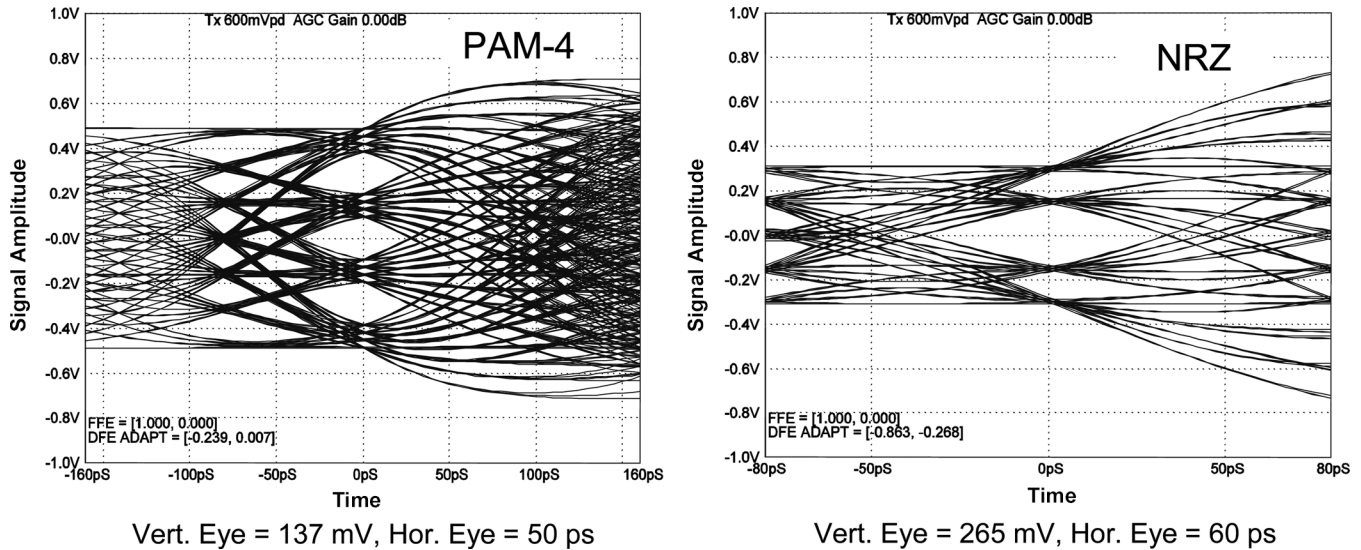 Tx 600mVpd AGC Gain 0.00dB
PAM-4
1.0V
0.8V
0.6V
0.4V
0.2V
-0.0V
-0.2V
-0.4V
-0.6V
-0.8V
-1.0V
Signal Amplitude
FFE = [1.000, 0.000]
DFE ADAPT = [-0.239, 0.007]
-160pS
-100pS
-50pS
0pS
50pS
100pS
160pS
Time
Vert. Eye = 137 mV, Hor. Eye = 50 ps
Tx 600mVpd AGC Gain 0.00dB
NRZ
1.0V
0.8V
0.6V
0.4V
0.2V
-0.0V
-0.2V
-0.4V
-0.6V
-0.8V
-1.0V
Signal Amplitude
FFE = [1.000, 0.000]
DFE ADAPT = [-0.863, -0.268]
-80pS
-50pS
0pS
50pS
80pS
Time
Vert. Eye = 265 mV, Hor. Eye = 60 ps